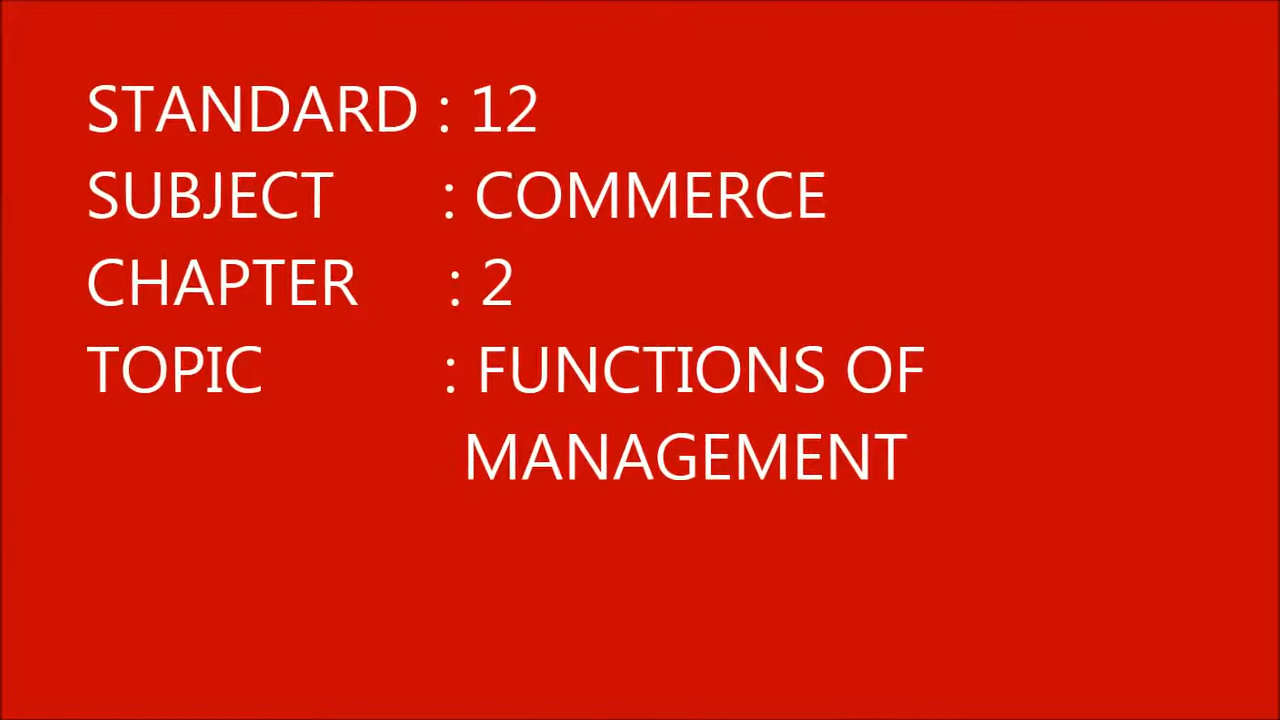 STANDARD : 12
SUBJECT : COMMERCE
CHAPTER : 2
TOPIC : FUNCTIONS OF
MANAGEMENT